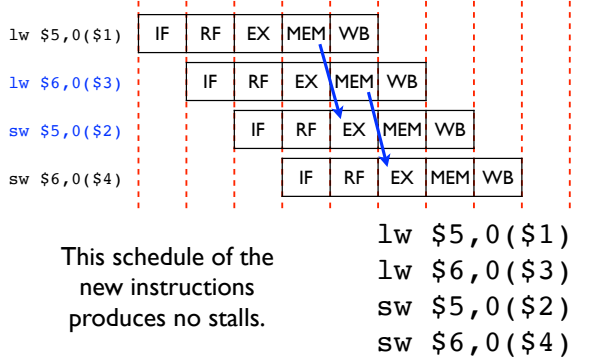 lw $5,0($1) IF RF EX MEM WB
lw $6,0($3) IF RF EX MEM WB
sw $5,0($2) IF RF EX MEM WB
sw $6,0($4) IF RF EX MEM WB
This schedule of the
new instructions
produces no stalls.
lw $5,0($1)
lw $6,0($3)
sw $5,0($2)
sw $6,0($4)